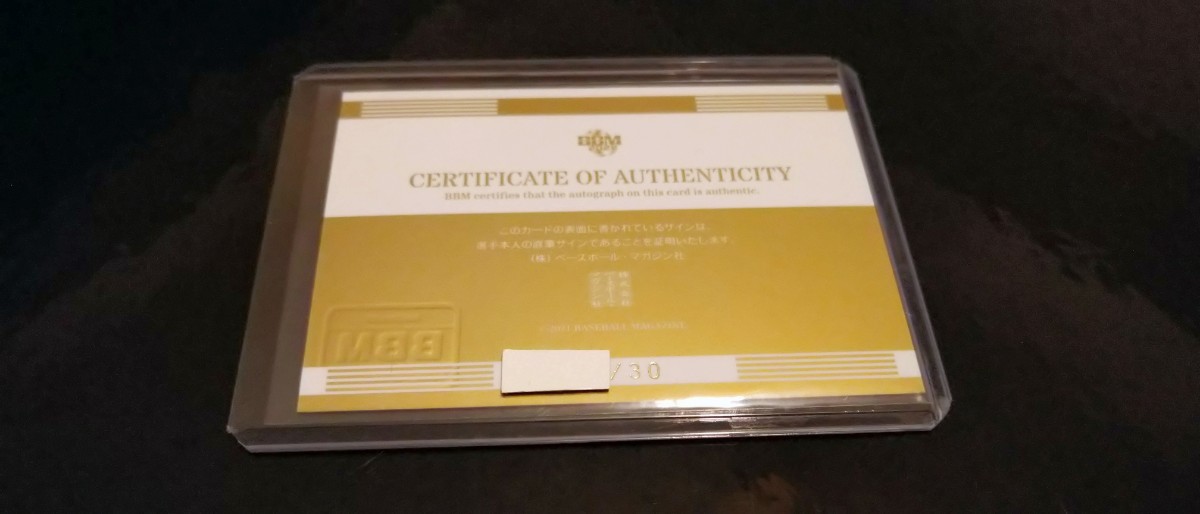 BBM
CERTIFICATE OF AUTHENTICITY
BBM certifies that the autograph on this card is authentic.
このカードの表面に書かれているサインは、
選手本人の直筆サインであることを証明いたします。
(株)ベースボール・マガジン社
©2021 BASEBALL MAGAZINE.
BBM
/30